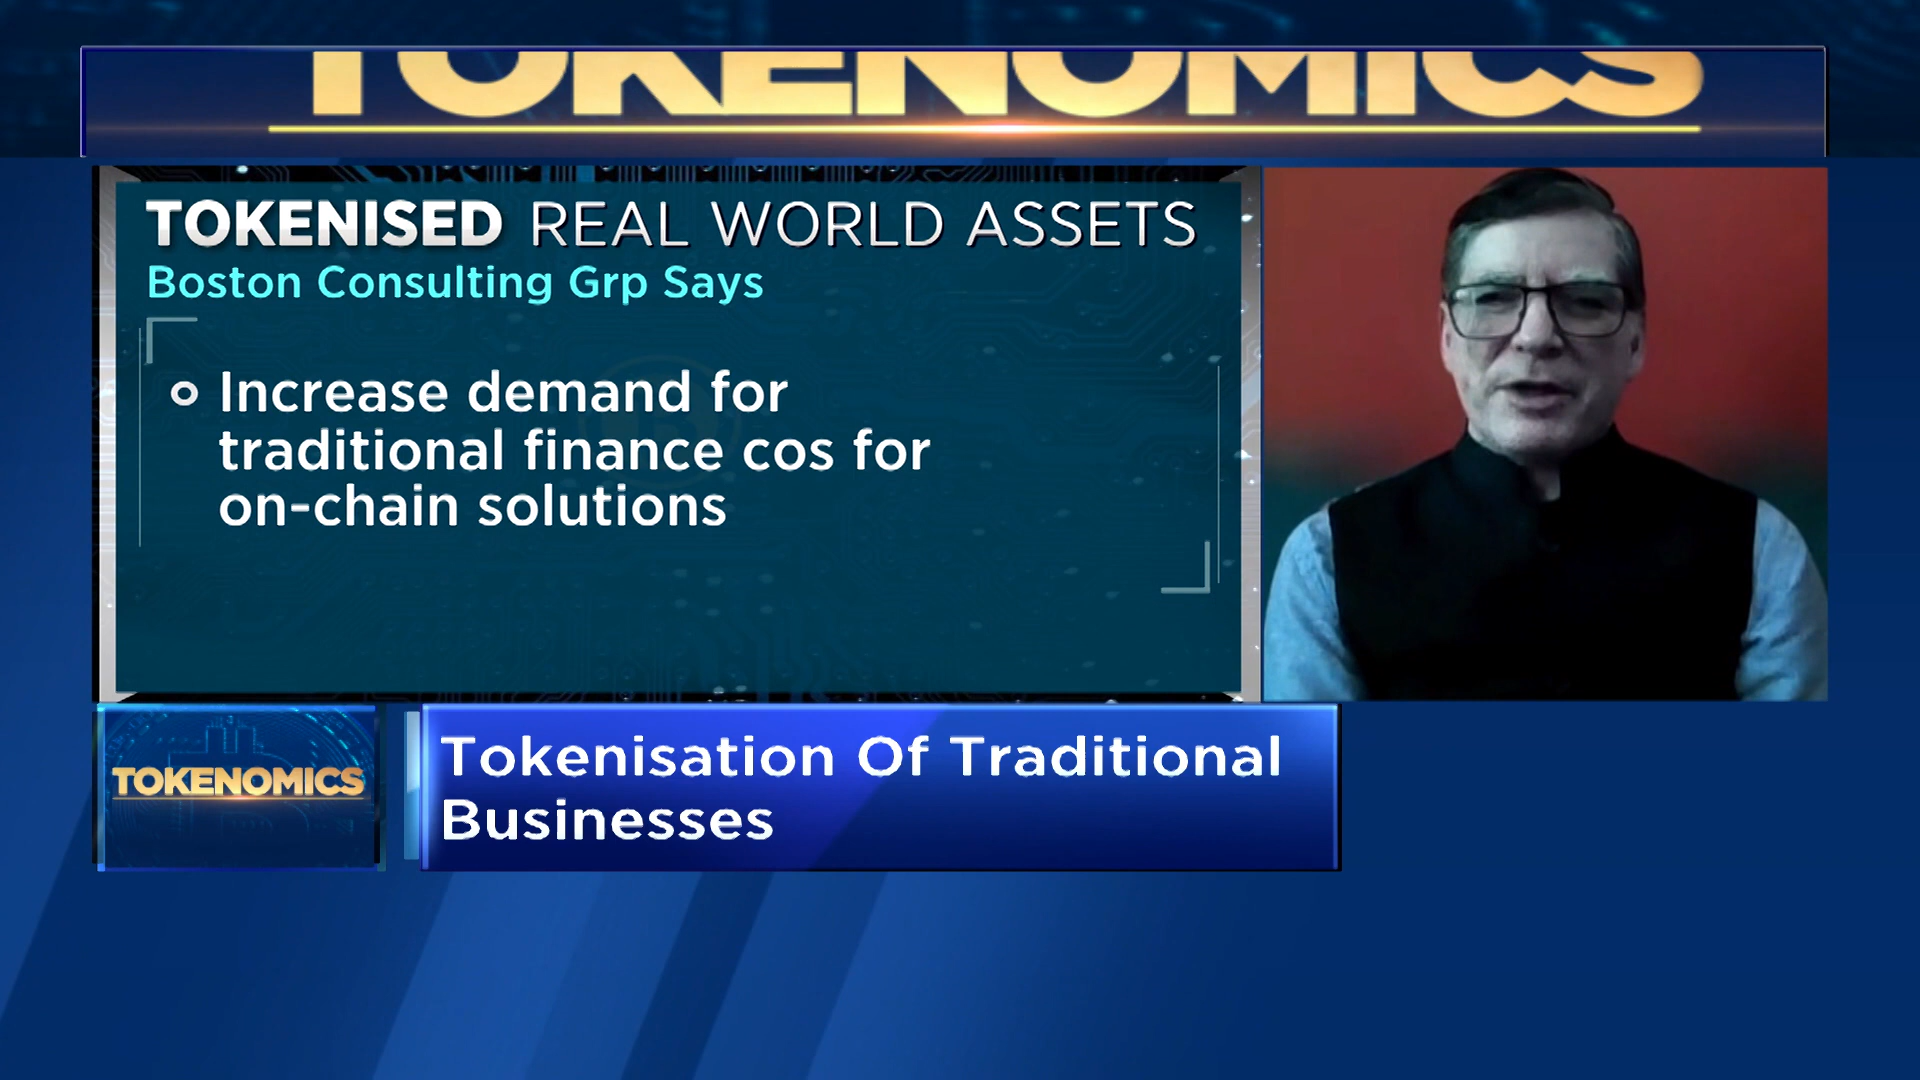 TOKENOMICS
TOKENISED REAL WORLD ASSETS
Boston Consulting Grp Says
Increase demand for
traditional finance cos for
on-chain solutions
TOKENOMICS
Tokenisation Of Traditional
Businesses